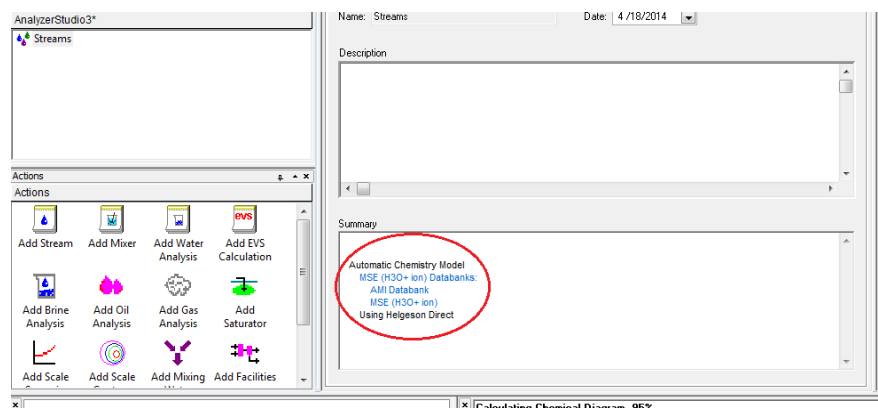 AnalyzerStudio3*
Streams
Name: Streams
Date: 4/18/2014
Description
Actions
Actions
Add Stream
Add Mixer
Add Water Analysis
EVS
Add EVS Calculation
Add Brine Analysis
Add Oil Analysis
Add Gas Analysis
Add Saturator
Add Scale
Add Scale
Add Mixing
Add Facilities
Summary
Automatic Chemistry Model
MSE (H3O+ ion) Databanks:
AMI Databank
MSE (H3O+ ion)
Using Helgeson Direct
Calculating Chemical Diagram 95%